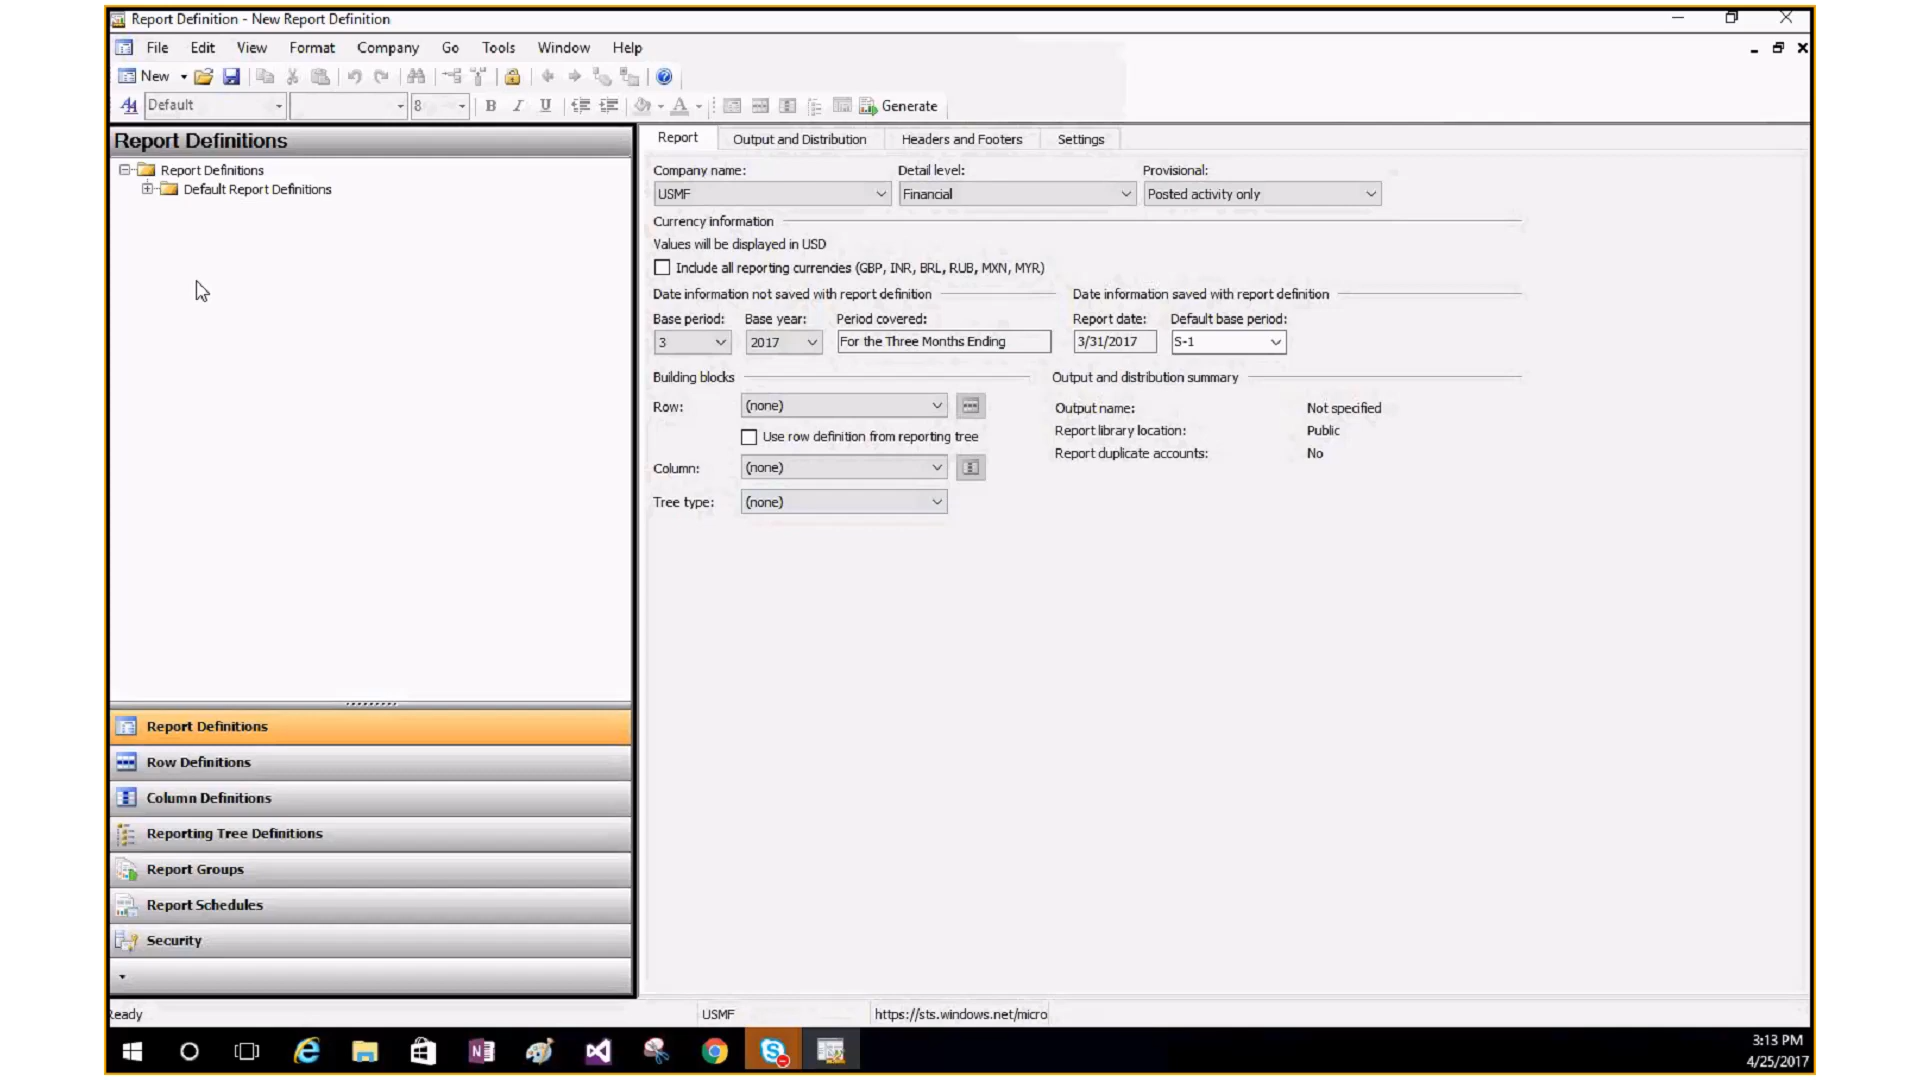 Report Definition - New Report Definition
File Edit View Format Company Go Tools Window Help
New
Default 8 B I U A Generate
Report Definitions
Report Definitions
Default Report Definitions
Report Definitions
Row Definitions
Column Definitions
Reporting Tree Definitions
Report Groups
Report Schedules
Security
Report Output and Distribution Headers and Footers Settings
Company name: Detail level: Provisional:
USMF Financial Posted activity only
Currency information
Values will be displayed in USD
Include all reporting currencies (GBP, INR, BRL, RUB, MXN, MYR)
Date information not saved with report definition Date information saved with report definition
Base period: Base year: Period covered: Report date: Default base period:
3 2017 For the Three Months Ending 3/31/2017 S-1
Building blocks Output and distribution summary
Row: (none) Output name: Not specified
Use row definition from reporting tree Report library location: Public
Report duplicate accounts: No
Column: (none)
Tree type: (none)
eady USMF https://sts.windows.net/micro
3:13 PM
4/25/2017